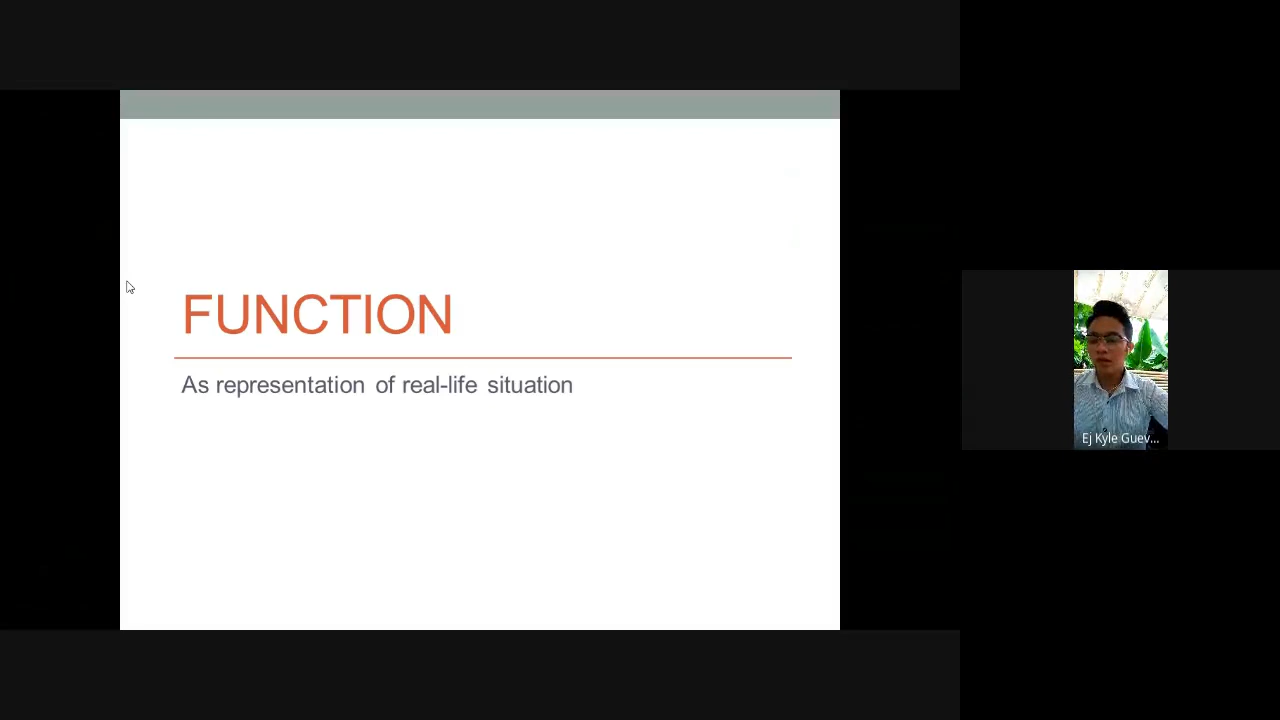 FUNCTION
As representation of real-life situation
Ej Kyle Guev...